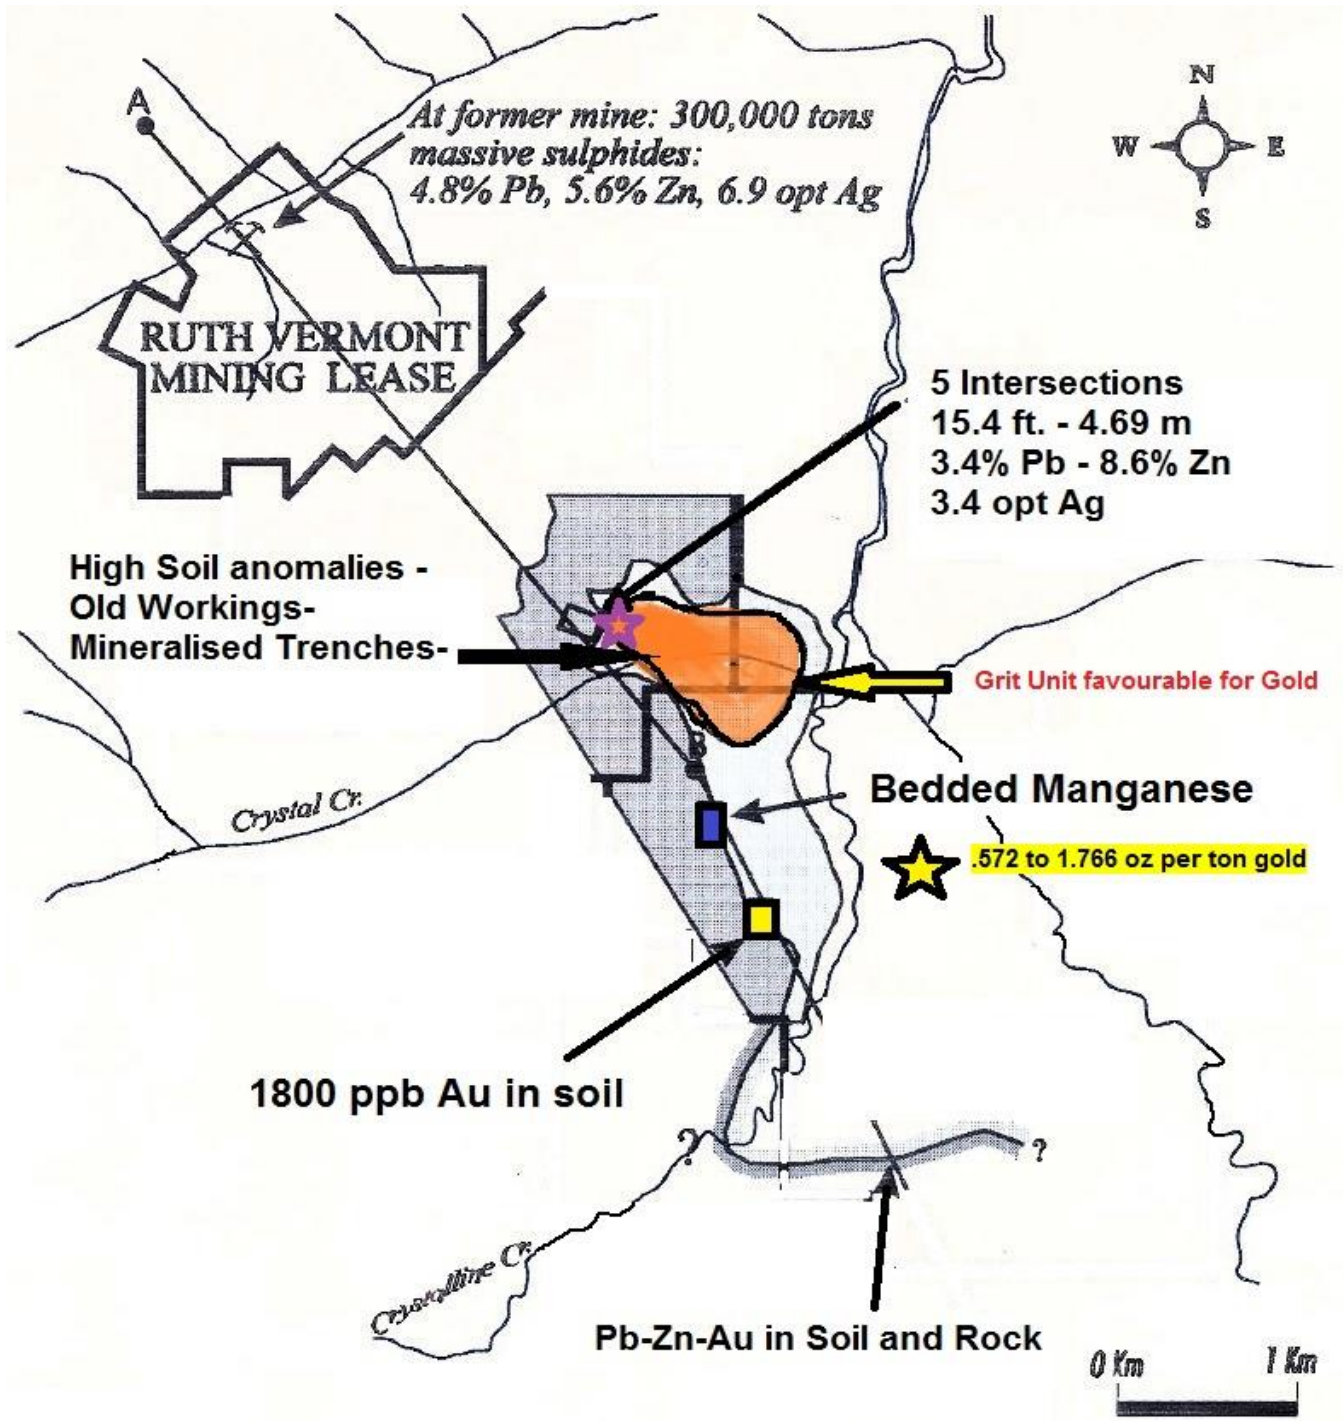 N
W E
S
A
At former mine: 300,000 tons
massive sulphides:
4.8% Pb, 5.6% Zn, 6.9 opt Ag
RUTH VERMONT
MINING LEASE
5 Intersections
15.4 ft. - 4.69 m
3.4% Pb - 8.6% Zn
3.4 opt Ag
High Soil anomalies -
Old Workings-
Mineralised Trenches-
Grit Unit favourable for Gold
B
Bedded Manganese
Crystal Cr.
.572 to 1.766 oz per ton gold
1800 ppb Au in soil
? ?
Crystalline Cr.
Pb-Zn-Au in Soil and Rock
0 Km 1 Km